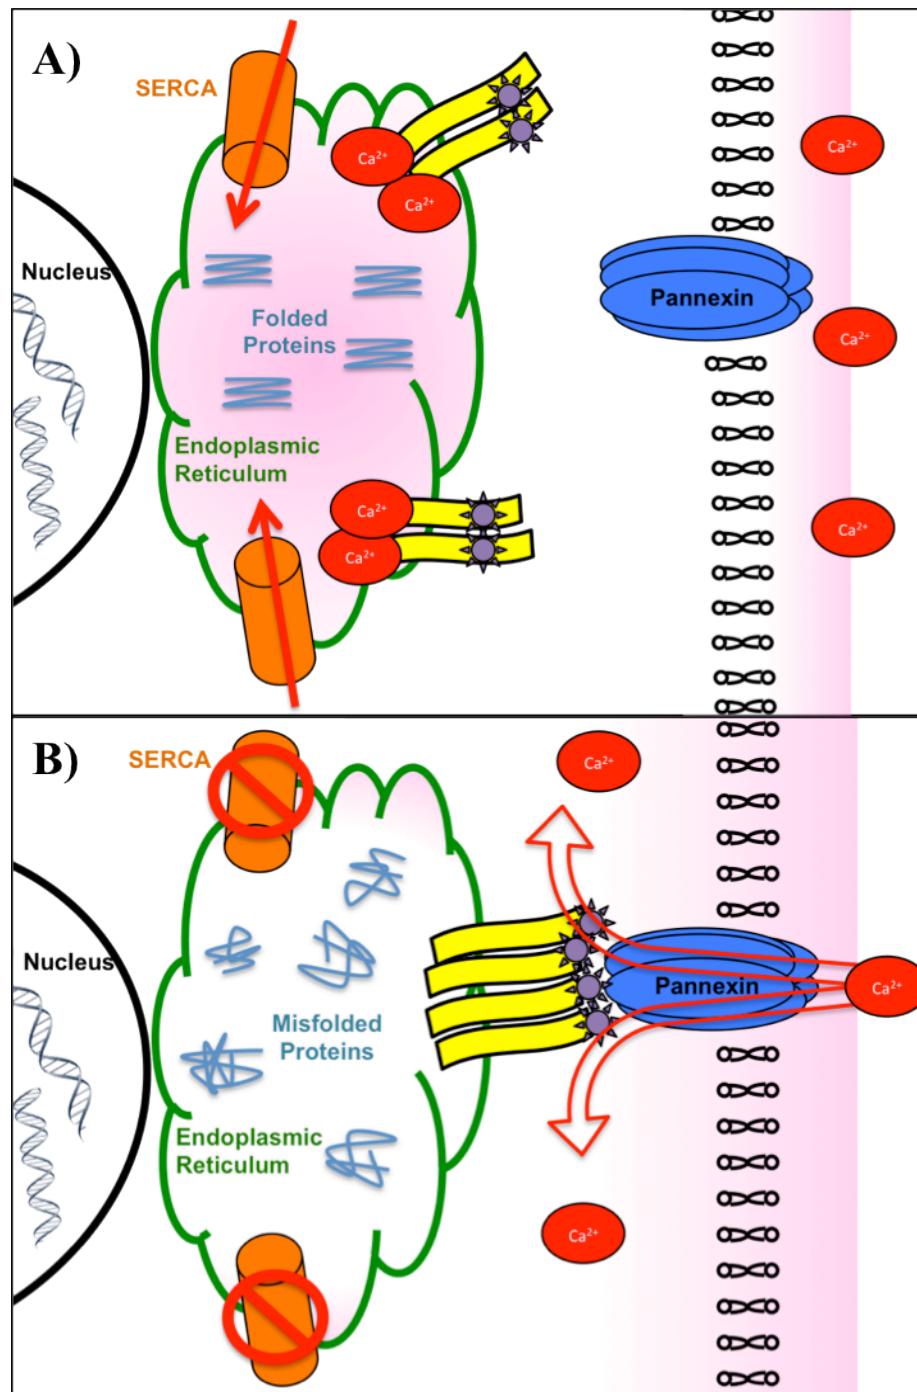 A)
SERCA
Ca²⁺
Ca²⁺
Ca²⁺
Nucleus
Pannexin
Folded
Proteins
Ca²⁺
Endoplasmic
Reticulum
Ca²⁺
Ca²⁺
Ca²⁺
B)
SERCA
Ca²⁺
Ca²⁺
Nucleus
Pannexin
Ca²⁺
Misfolded
Proteins
Endoplasmic
Reticulum
Ca²⁺